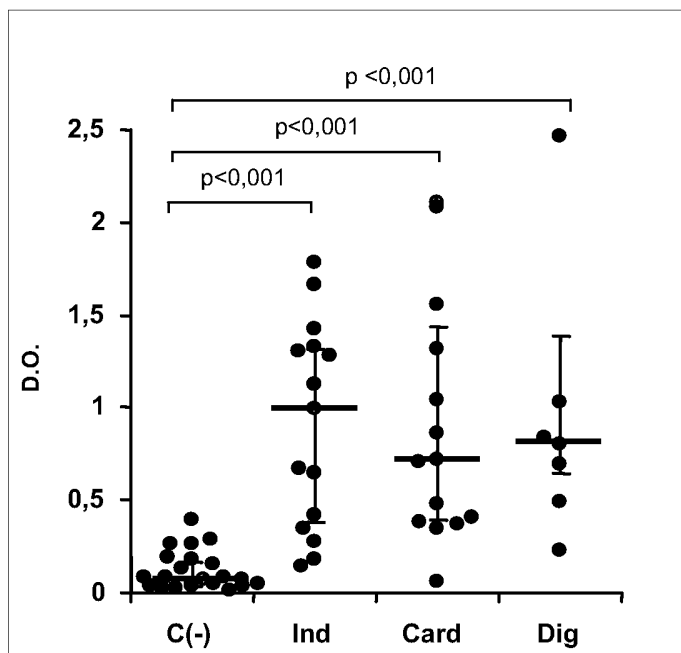 p <0,001
p<0,001
p<0,001
2,5
2
1,5
1
0,5
0
D.O.
C(-)
Ind
Card
Dig